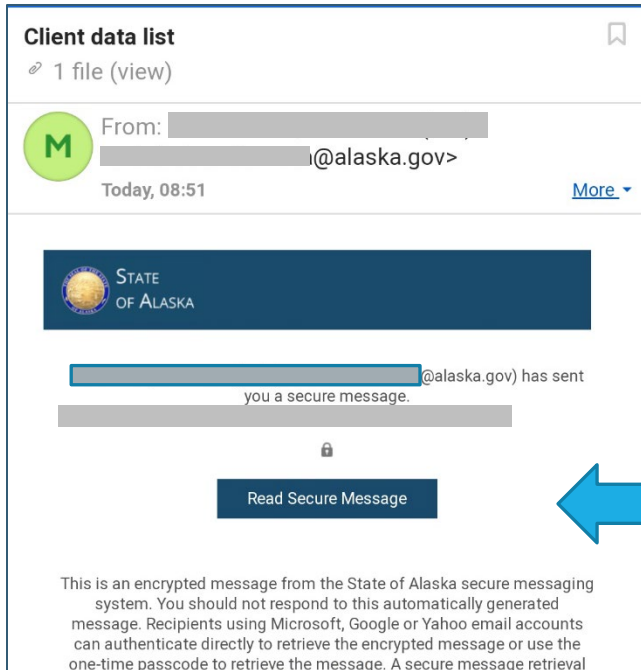 Client data list
1 file (view)
M
From:
@alaska.gov>
Today, 08:51
More
STATE
OF ALASKA
@alaska.gov) has sent
you a secure message.
Read Secure Message
This is an encrypted message from the State of Alaska secure messaging
system. You should not respond to this automatically generated
message. Recipients using Microsoft, Google or Yahoo email accounts
can authenticate directly to retrieve the encrypted message or use the
one-time passcode to retrieve the message. A secure message retrieval